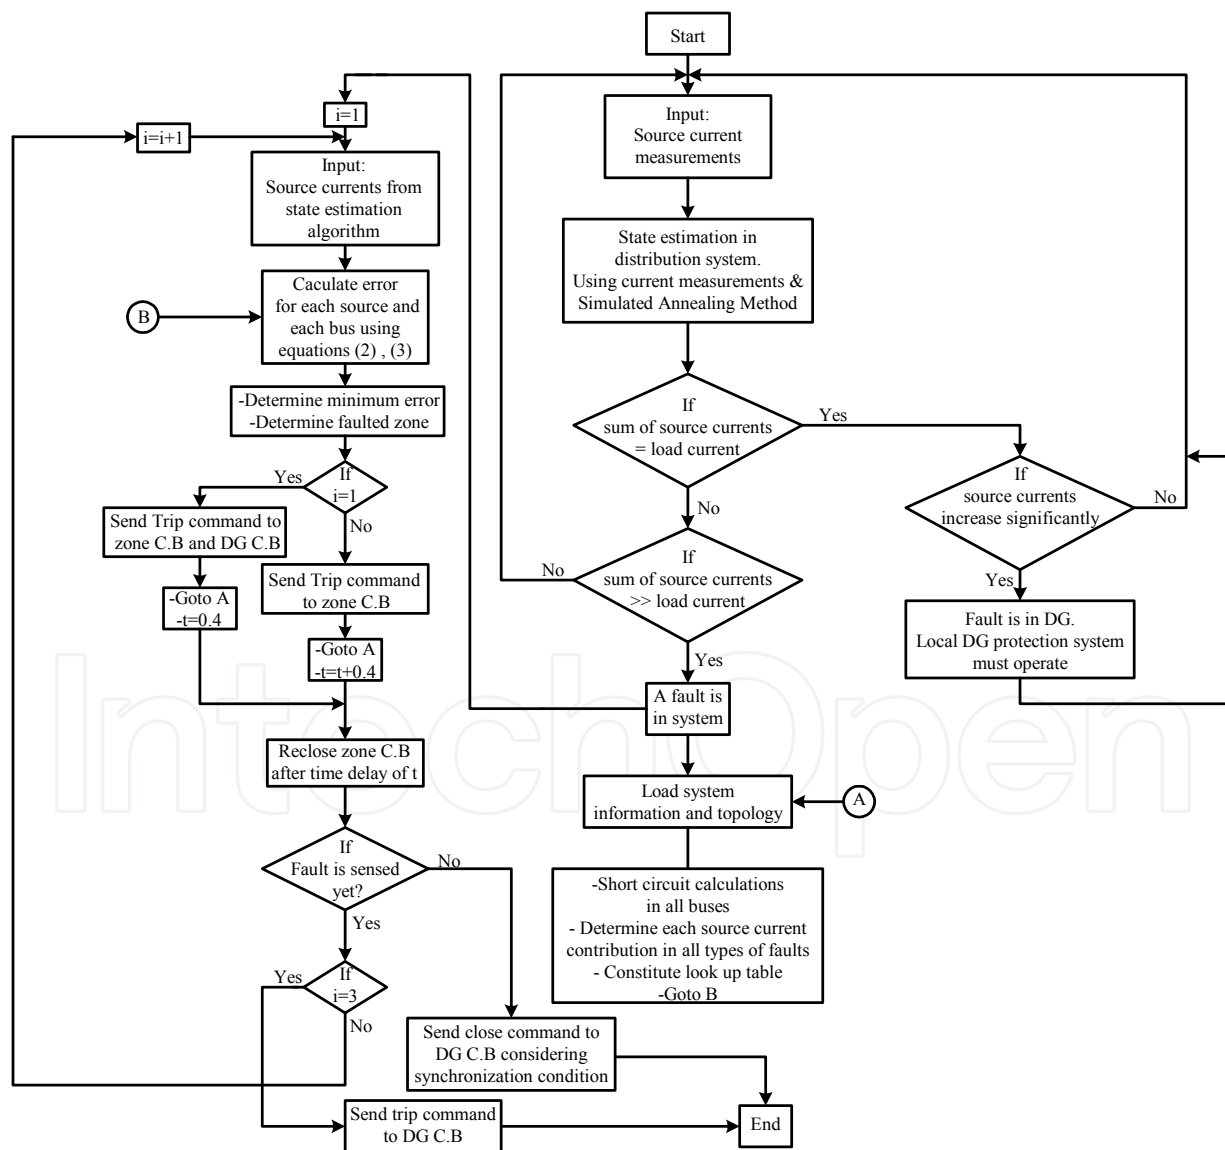 Start
Input:
Source current
measurements
State estimation in
distribution system.
Using current measurements &
Simulated Annealing Method
If
sum of source currents
= load current
Yes
No
If
source currents
increase significantly
No
Yes
Fault is in DG.
Local DG protection system
must operate
If
sum of source currents
>> load current
No
Yes
A fault is
in system
Load system
information and topology
A
-Short circuit calculations
in all buses
- Determine each source current
contribution in all types of faults
- Constitute look up table
-Goto B
i=1
i=i+1
Input:
Source currents from
state estimation
algorithm
Caculate error
for each source and
each bus using
equations (2) , (3)
B
-Determine minimum error
-Determine faulted zone
If
i=1
Yes
No
Send Trip command to
zone C.B and DG C.B
-Goto A
-t=0.4
Send Trip command
to zone C.B
-Goto A
-t=t+0.4
Reclose zone C.B
after time delay of t
If
Fault is sensed
yet?
No
Yes
If
i=3
Yes
No
Send close command to
DG C.B considering
synchronization condition
Send trip command
to DG C.B
End
IntechOpen